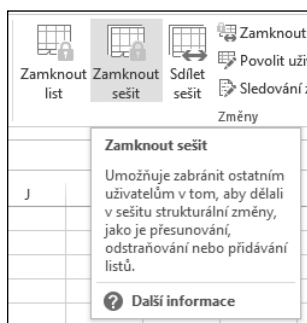 Zamknout list
Zamknout sešit
Sdílet sešit
Zamknout
Povolit
Sledování
Změny
Zamknout sešit
Umožňuje zabránit ostatním
uživatelům v tom, aby dělali
v sešitu strukturální změny,
jako je přesunování,
odstraňování nebo přidávání
listů.
Další informace
J